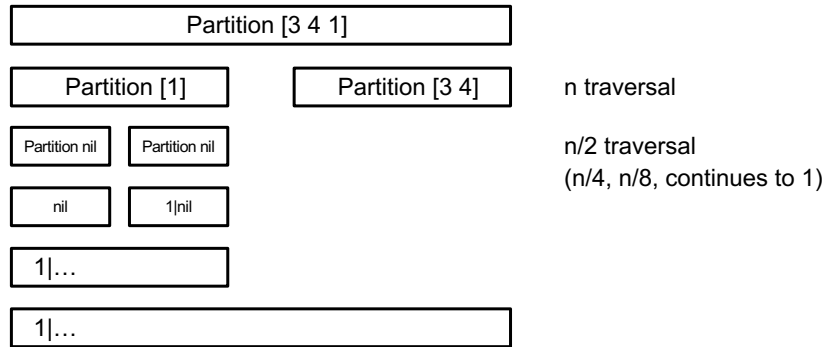 Partition [3 4 1]
Partition [1] Partition [3 4] n traversal
Partition nil Partition nil n/2 traversal
(n/4, n/8, continues to 1)
nil 1|nil
1|…
1|…